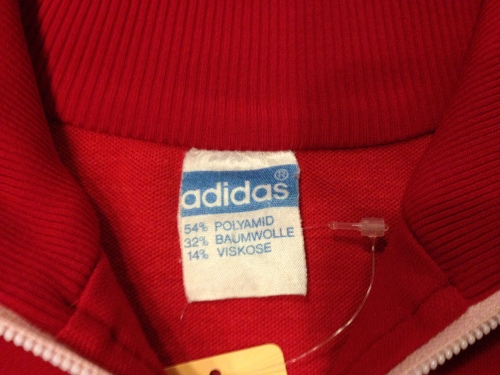 adidas®
54% POLYAMID
32% BAUMWOLLE
14% VISKOSE